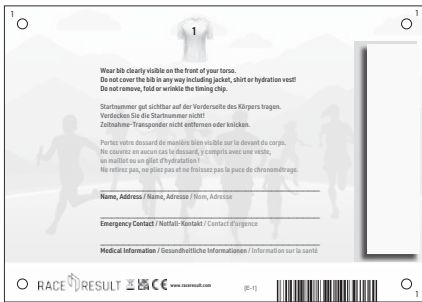 1
1
1
Wear bib clearly visible on the front of your torso.
Do not cover the bib in any way including jacket, shirt or hydration vest!
Do not remove, fold or wrinkle the timing chip.
Startnummer gut sichtbar auf der Vorderseite des Körpers tragen.
Verdecken Sie die Startnummer nicht!
Zeitnahme-Transponder nicht entfernen oder knicken.
Portez votre dossard de manière bien visible sur le devant du corps.
Ne couvrez en aucun cas le dossard, y compris avec une veste,
un maillot ou un gilet d'hydratation !
Ne retirez pas, ne pliez pas et ne froissez pas la puce de chronométrage.
Name, Address / Name, Adresse / Nom, Adresse
Emergency Contact / Notfall-Kontakt / Contact d'urgence
Medical Information / Gesundheitliche Informationen / Information sur la santé
RACE RESULT CE www.raceresult.com [E-1]
1